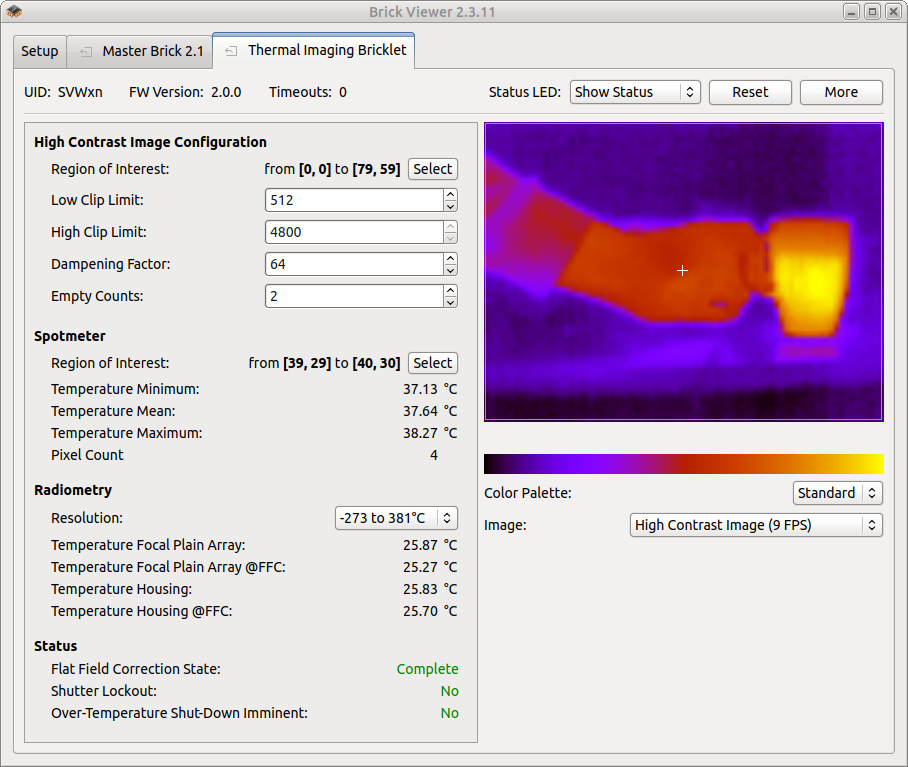 Brick Viewer 2.3.11
Setup Master Brick 2.1 Thermal Imaging Bricklet
UID: SVWxn FW Version: 2.0.0 Timeouts: 0 Status LED: Show Status Reset More
High Contrast Image Configuration
Region of Interest: from [0, 0] to [79, 59] Select
Low Clip Limit: 512
High Clip Limit: 4800
Dampening Factor: 64
Empty Counts: 2
Spotmeter
Region of Interest: from [39, 29] to [40, 30] Select
Temperature Minimum: 37.13 °C
Temperature Mean: 37.64 °C
Temperature Maximum: 38.27 °C
Pixel Count 4
Radiometry
Resolution: -273 to 381°C
Temperature Focal Plain Array: 25.87 °C
Temperature Focal Plain Array @FFC: 25.27 °C
Temperature Housing: 25.83 °C
Temperature Housing @FFC: 25.70 °C
Status
Flat Field Correction State: Complete
Shutter Lockout: No
Over-Temperature Shut-Down Imminent: No
Color Palette: Standard
Image: High Contrast Image (9 FPS)